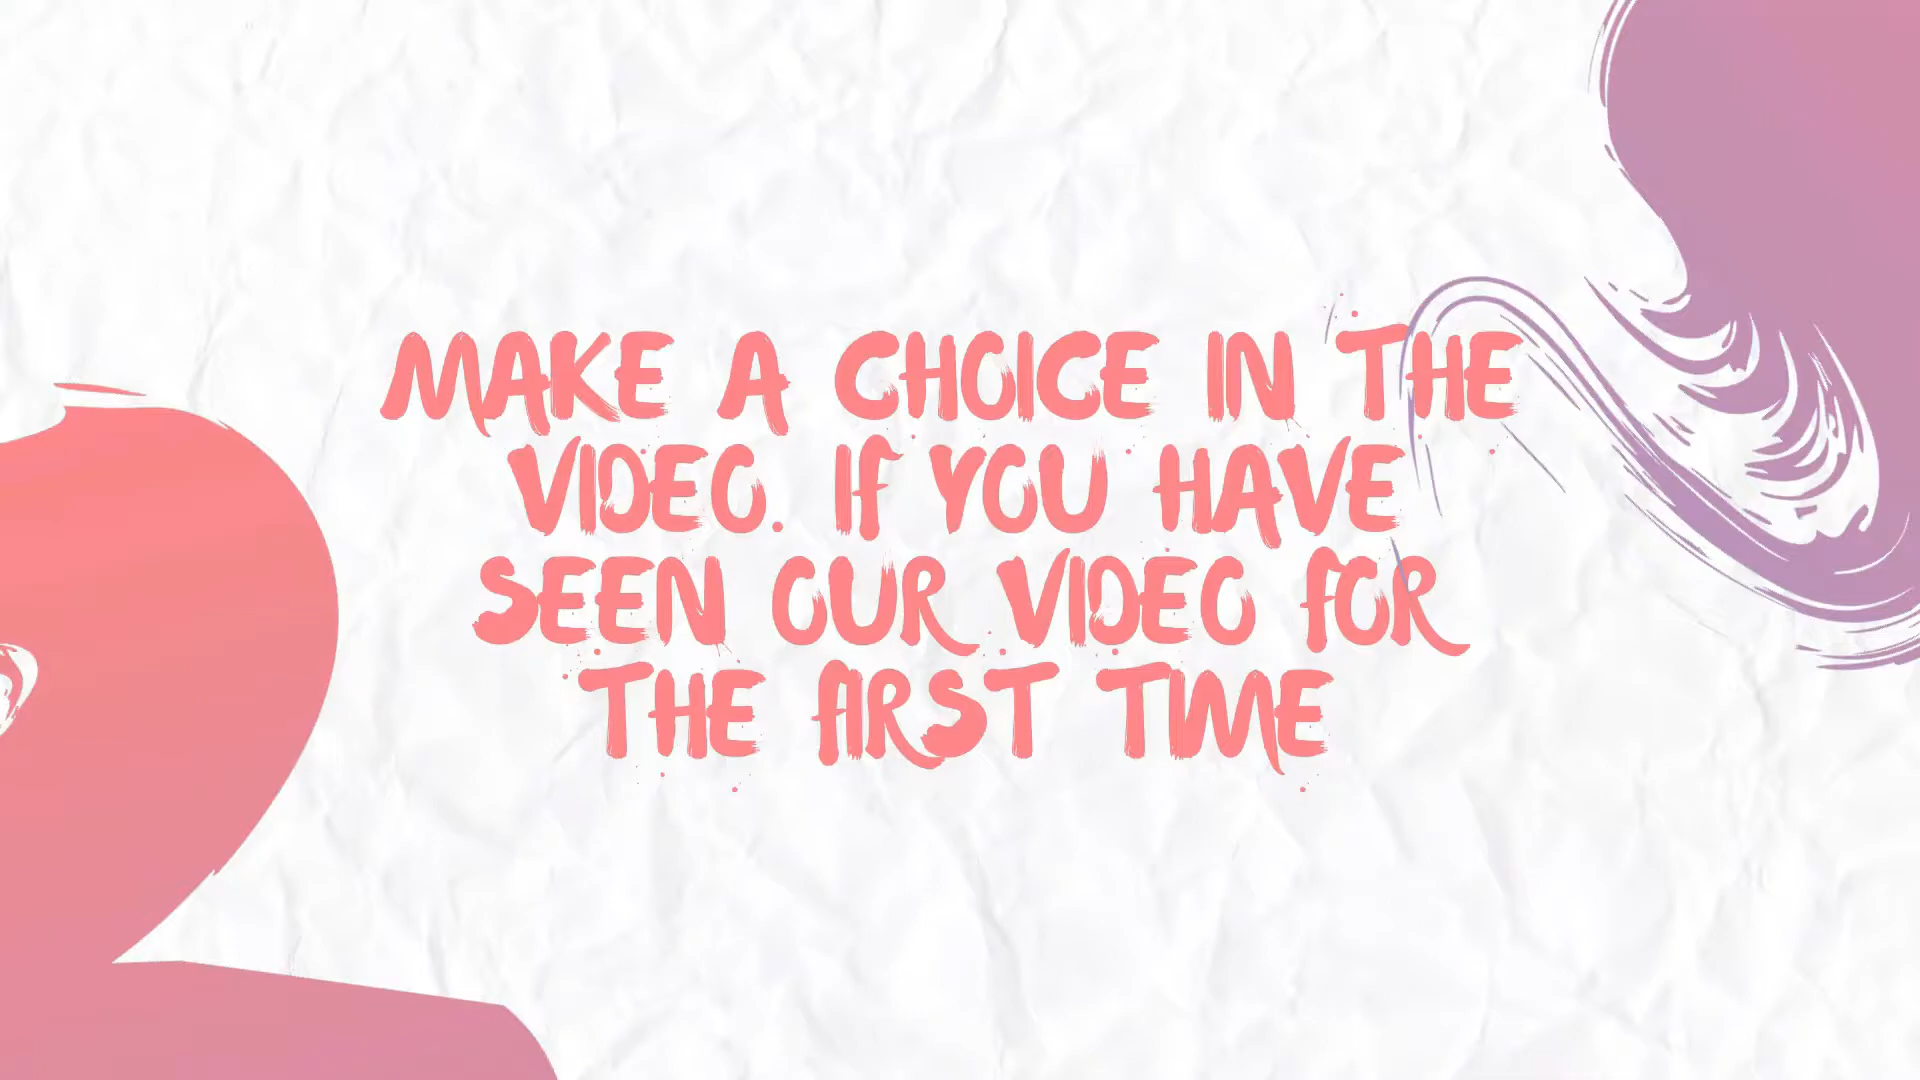 MAKE A CHOICE IN THE
VIDEO. IF YOU HAVE
SEEN OUR VIDEO FOR
THE FIRST TIME